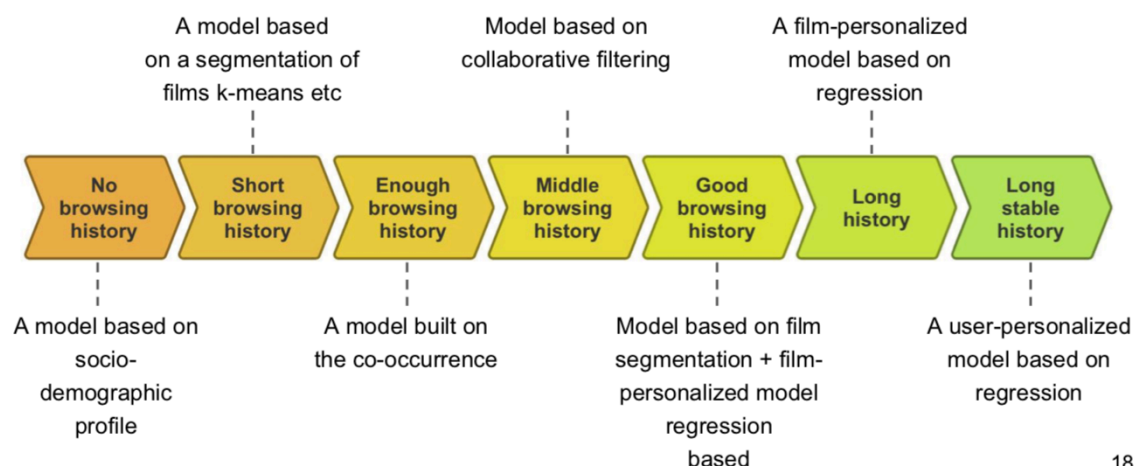 A model based
on a segmentation of
films k-means etc
Model based on
collaborative filtering
A film-personalized
model based on
regression
No
browsing
history
Short
browsing
history
Enough
browsing
history
Middle
browsing
history
Good
browsing
history
Long
history
Long
stable
history
A model based on
socio-
demographic
profile
A model built on
the co-occurrence
Model based on film
segmentation + film-
personalized model
regression
based
A user-personalized
model based on
regression
18